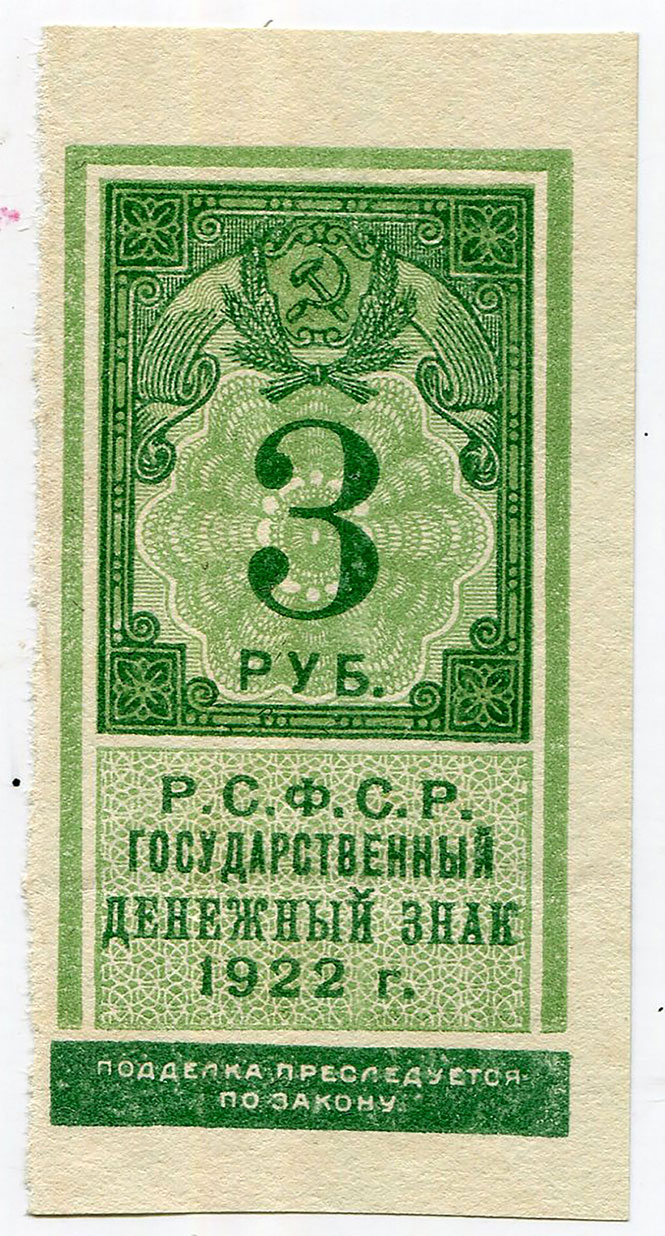 3
РУБ.
Р.С.Ф.С.Р.
ГОСУДАРСТВЕННЫЙ
ДЕНЕЖНЫЙ ЗНАК
1922 г.
ПОДДЕЛКА ПРЕСЛЕДУЕТСЯ
ПО ЗАКОНУ.